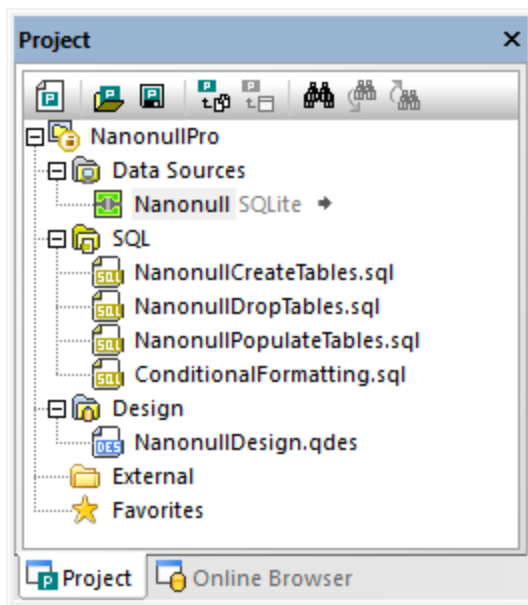 Project
NanonullPro
Data Sources
Nanonull SQLite
SQL
NanonullCreateTables.sql
NanonullDropTables.sql
NanonullPopulateTables.sql
ConditionalFormatting.sql
Design
NanonullDesign.qdes
External
Favorites
Project Online Browser